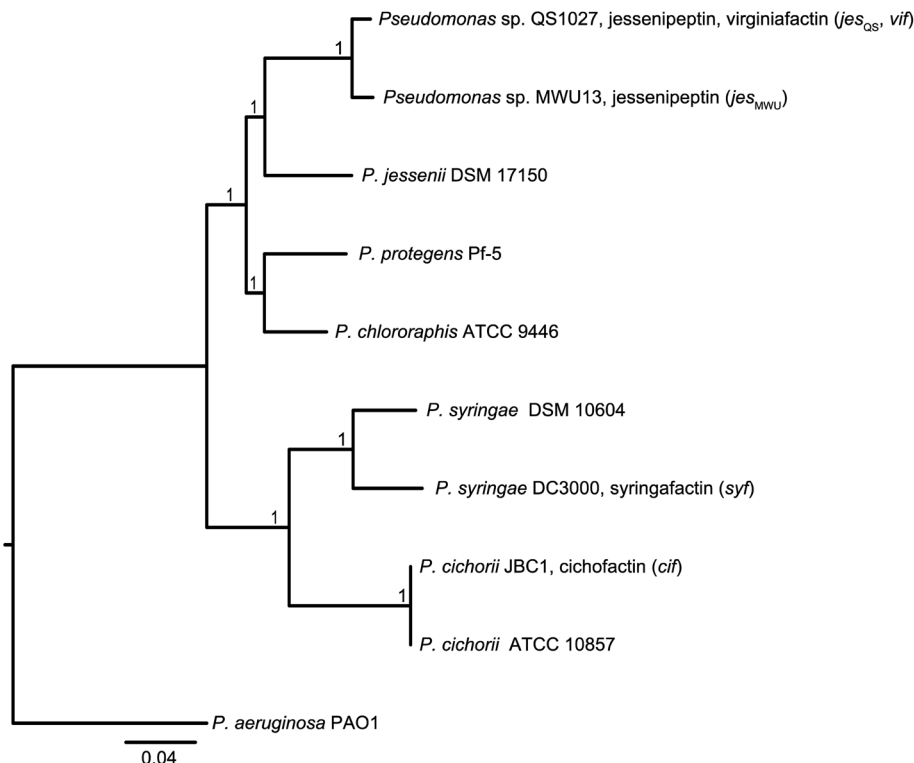 Pseudomonas sp. QS1027, jessenipeptin, virginiafactin (jesQS, vif)
1
Pseudomonas sp. MWU13, jessenipeptin (jesMWU)
1
P. jessenii DSM 17150
1
P. protegens Pf-5
1
P. chlororaphis ATCC 9446
P. syringae DSM 10604
1
P. syringae DC3000, syringafactin (syf)
1
P. cichorii JBC1, cichofactin (cif)
1
P. cichorii ATCC 10857
P. aeruginosa PAO1
0.04